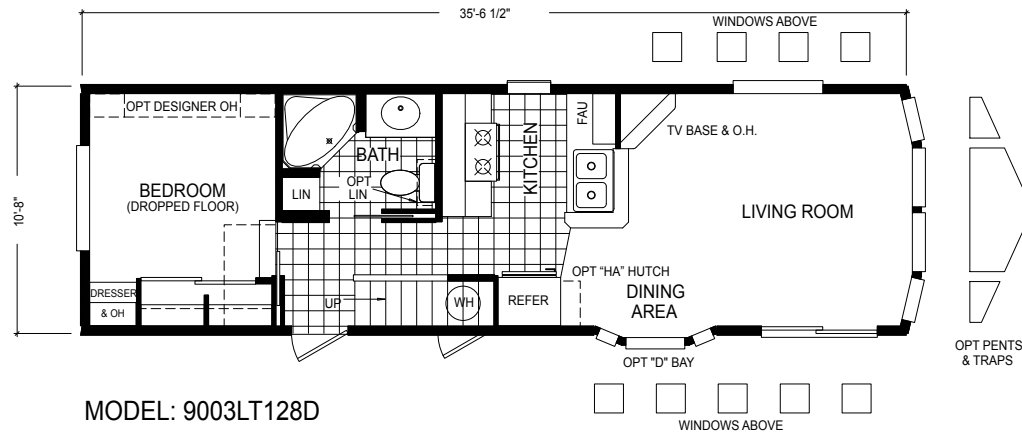 35'-6 1/2"
WINDOWS ABOVE
OPT DESIGNER OH
FAU
TV BASE & O.H.
KITCHEN
BATH
OPT
LIN
LIN
BEDROOM
(DROPPED FLOOR)
10'-8"
LIVING ROOM
OPT “HA” HUTCH
DINING
AREA
DRESSER
& OH
UP
WH
REFER
OPT "D" BAY
OPT PENTS
& TRAPS
MODEL: 9003LT128D
WINDOWS ABOVE